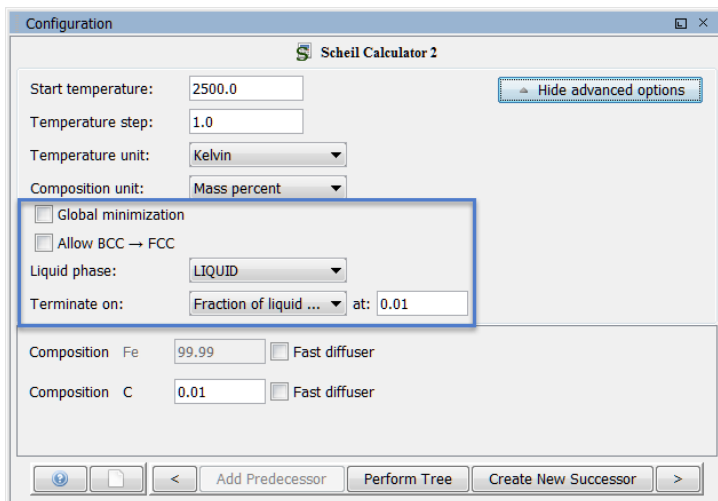 Configuration
Scheil Calculator 2
Start temperature: 2500.0 Hide advanced options
Temperature step: 1.0
Temperature unit: Kelvin
Composition unit: Mass percent
Global minimization
Allow BCC → FCC
Liquid phase: LIQUID
Terminate on: Fraction of liquid ... at: 0.01
Composition Fe 99.99 Fast diffuser
Composition C 0.01 Fast diffuser
< Add Predecessor Perform Tree Create New Successor >